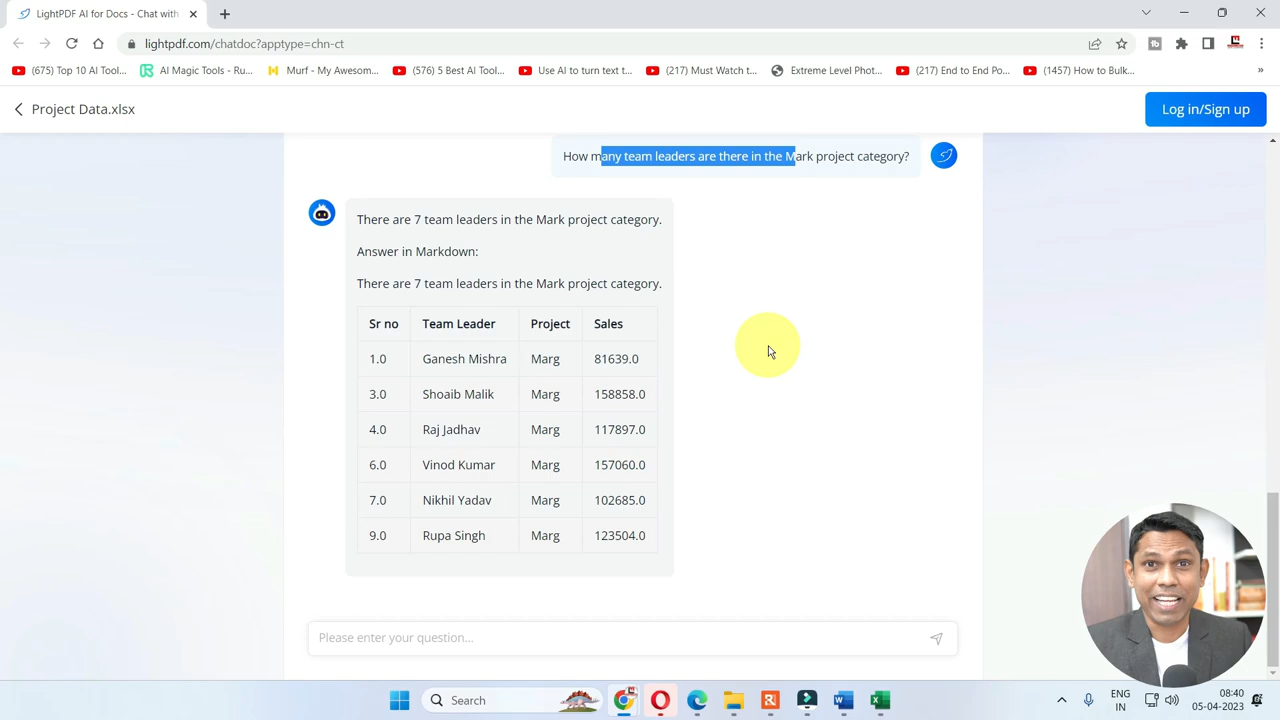 LightPDF AI for Docs - Chat with
lightpdf.com/chatdoc?apptype=chn-ct
(675) Top 10 AI Tool...
AI Magic Tools - Ru...
Murf - My Awesom...
(576) 5 Best AI Tool...
Use AI to turn text t...
(217) Must Watch t...
Extreme Level Phot...
(217) End to End Po...
(1457) How to Bulk...
Project Data.xlsx
Log in/Sign up
How many team leaders are there in the Mark project category?
There are 7 team leaders in the Mark project category.
Answer in Markdown:
There are 7 team leaders in the Mark project category.
Sr no Team Leader Project Sales
1.0 Ganesh Mishra Marg 81639.0
3.0 Shoaib Malik Marg 158858.0
4.0 Raj Jadhav Marg 117897.0
6.0 Vinod Kumar Marg 157060.0
7.0 Nikhil Yadav Marg 102685.0
9.0 Rupa Singh Marg 123504.0
Please enter your question...
Search
ENG
IN
08:40
05-04-2023